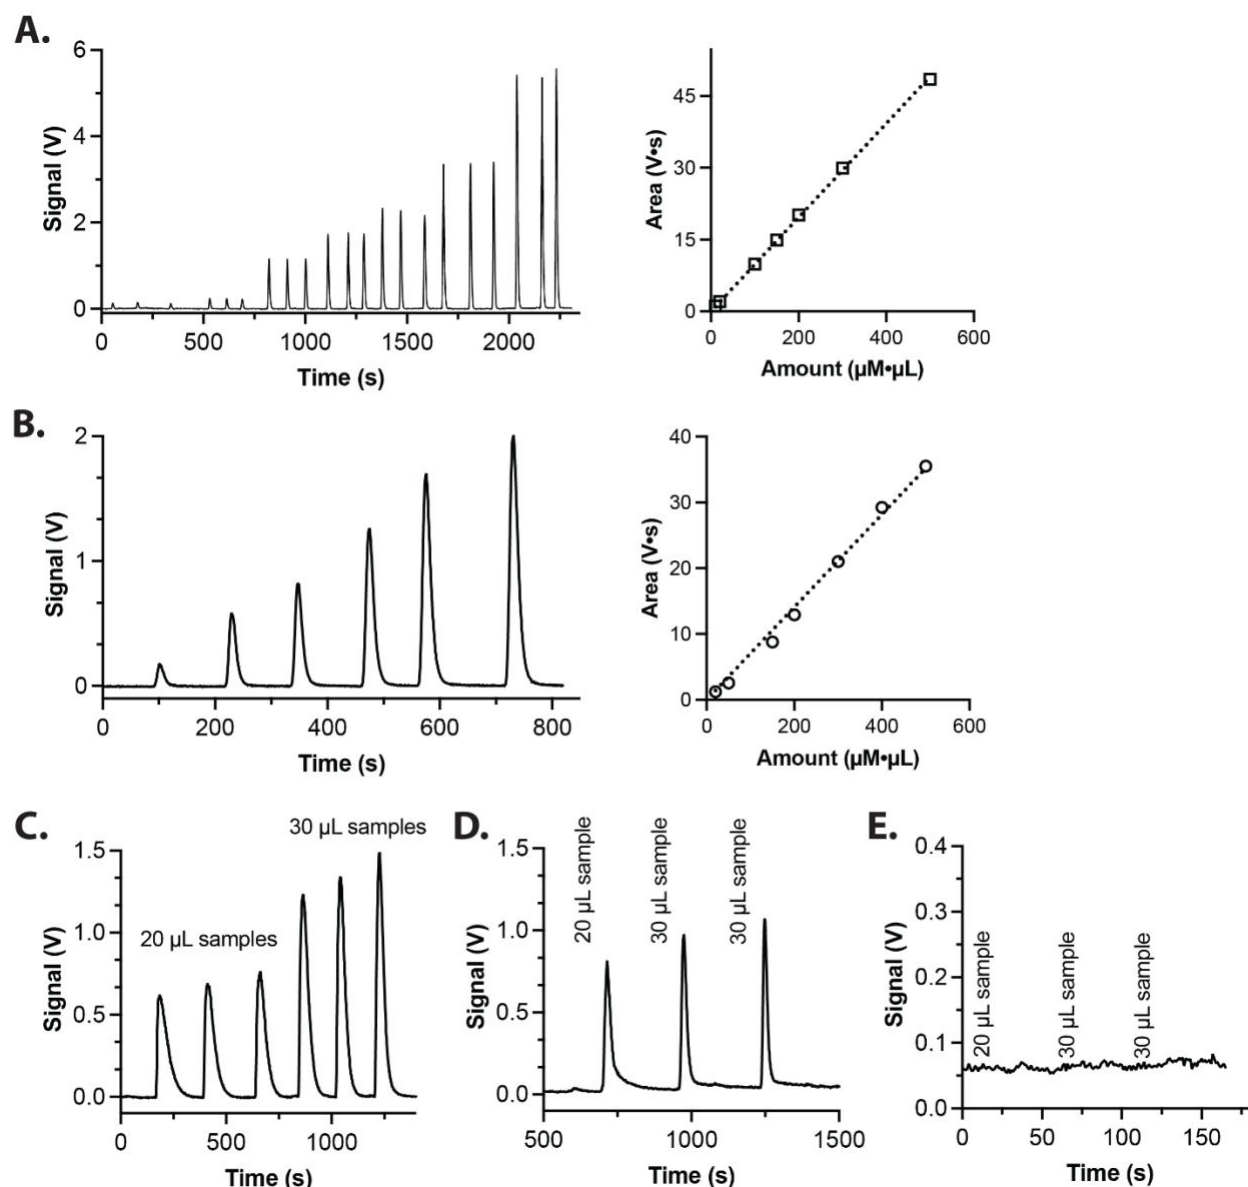 A.
6
4
2
0
Signal (V)
0 500 1000 1500 2000
Time (s)
45
30
15
0
Area (V•s)
0 200 400 600
Amount (µM•µL)
B.
2
1
0
Signal (V)
0 200 400 600 800
Time (s)
40
30
20
10
0
Area (V•s)
0 200 400 600
Amount (µM•µL)
C.
30 µL samples
20 µL samples
1.5
1.0
0.5
0.0
Signal (V)
0 500 1000
Time (s)
D.
20 µL sample
30 µL sample
30 µL sample
1.5
1.0
0.5
0.0
Signal (V)
500 1000 1500
Time (s)
E.
0.4
0.3
0.2
0.1
0.0
Signal (V)
20 µL sample
30 µL sample
30 µL sample
0 50 100 150
Time (s)